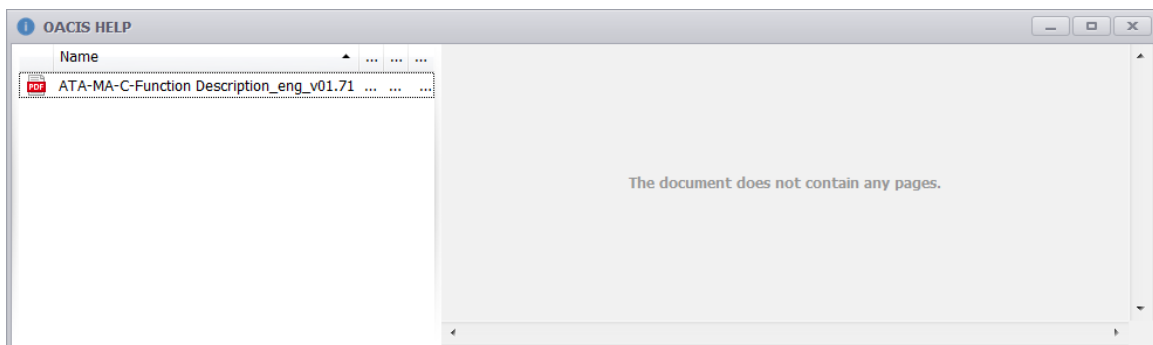 OACIS HELP
Name ... ... ...
PDF ATA-MA-C-Function Description_eng_v01.71 ... ... ...
The document does not contain any pages.